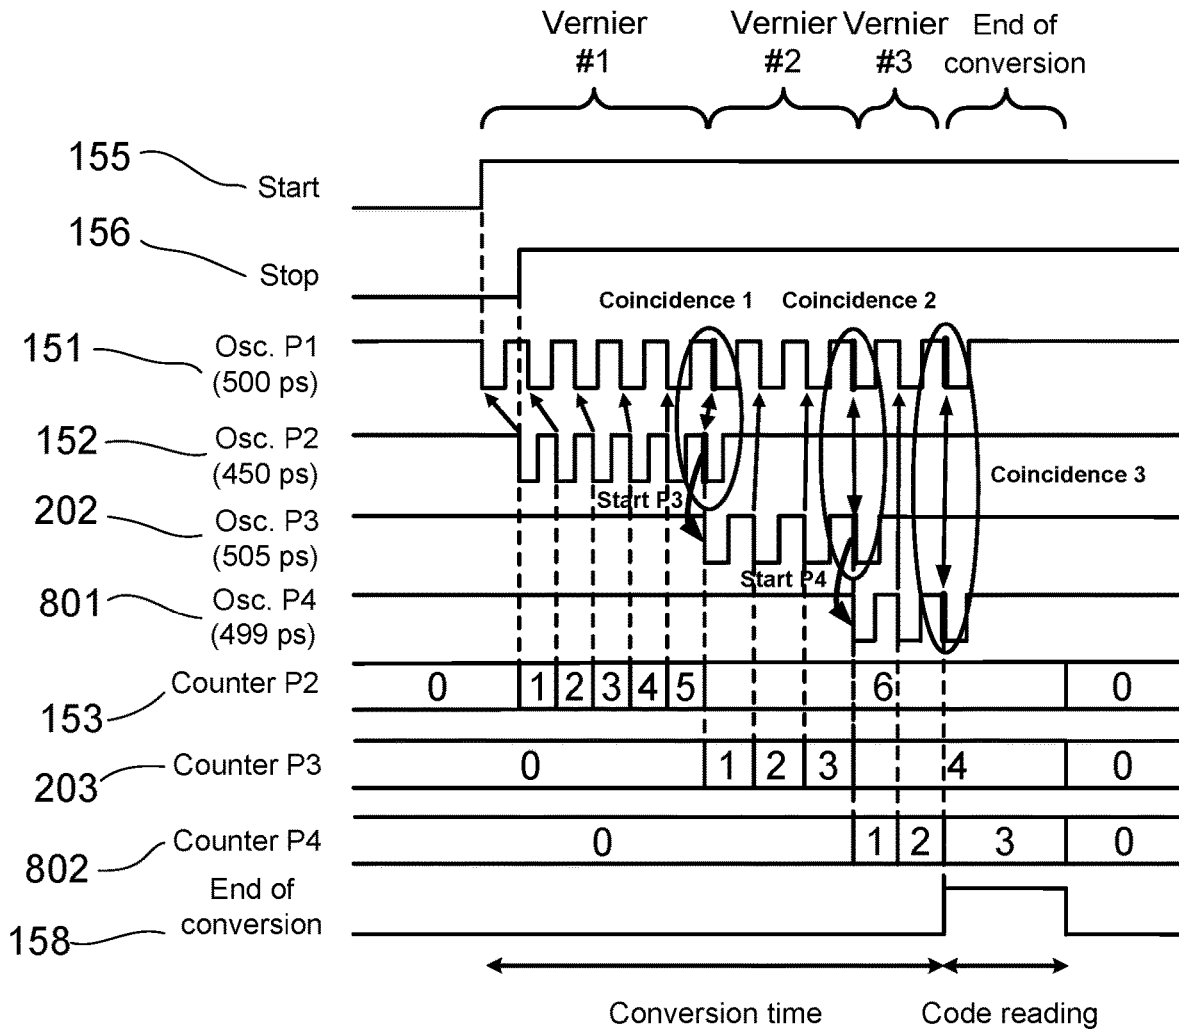 Vernier #1
Vernier #2
Vernier #3
End of conversion
155
Start
156
Stop
Coincidence 1
Coincidence 2
151
Osc. P1
(500 ps)
152
Osc. P2
(450 ps)
Coincidence 3
Start P3
202
Osc. P3
(505 ps)
Start P4
801
Osc. P4
(499 ps)
153
Counter P2
0 1 2 3 4 5 6 0
203
Counter P3
0 1 2 3 4 0
802
Counter P4
0 1 2 3 0
158
End of
conversion
Conversion time
Code reading